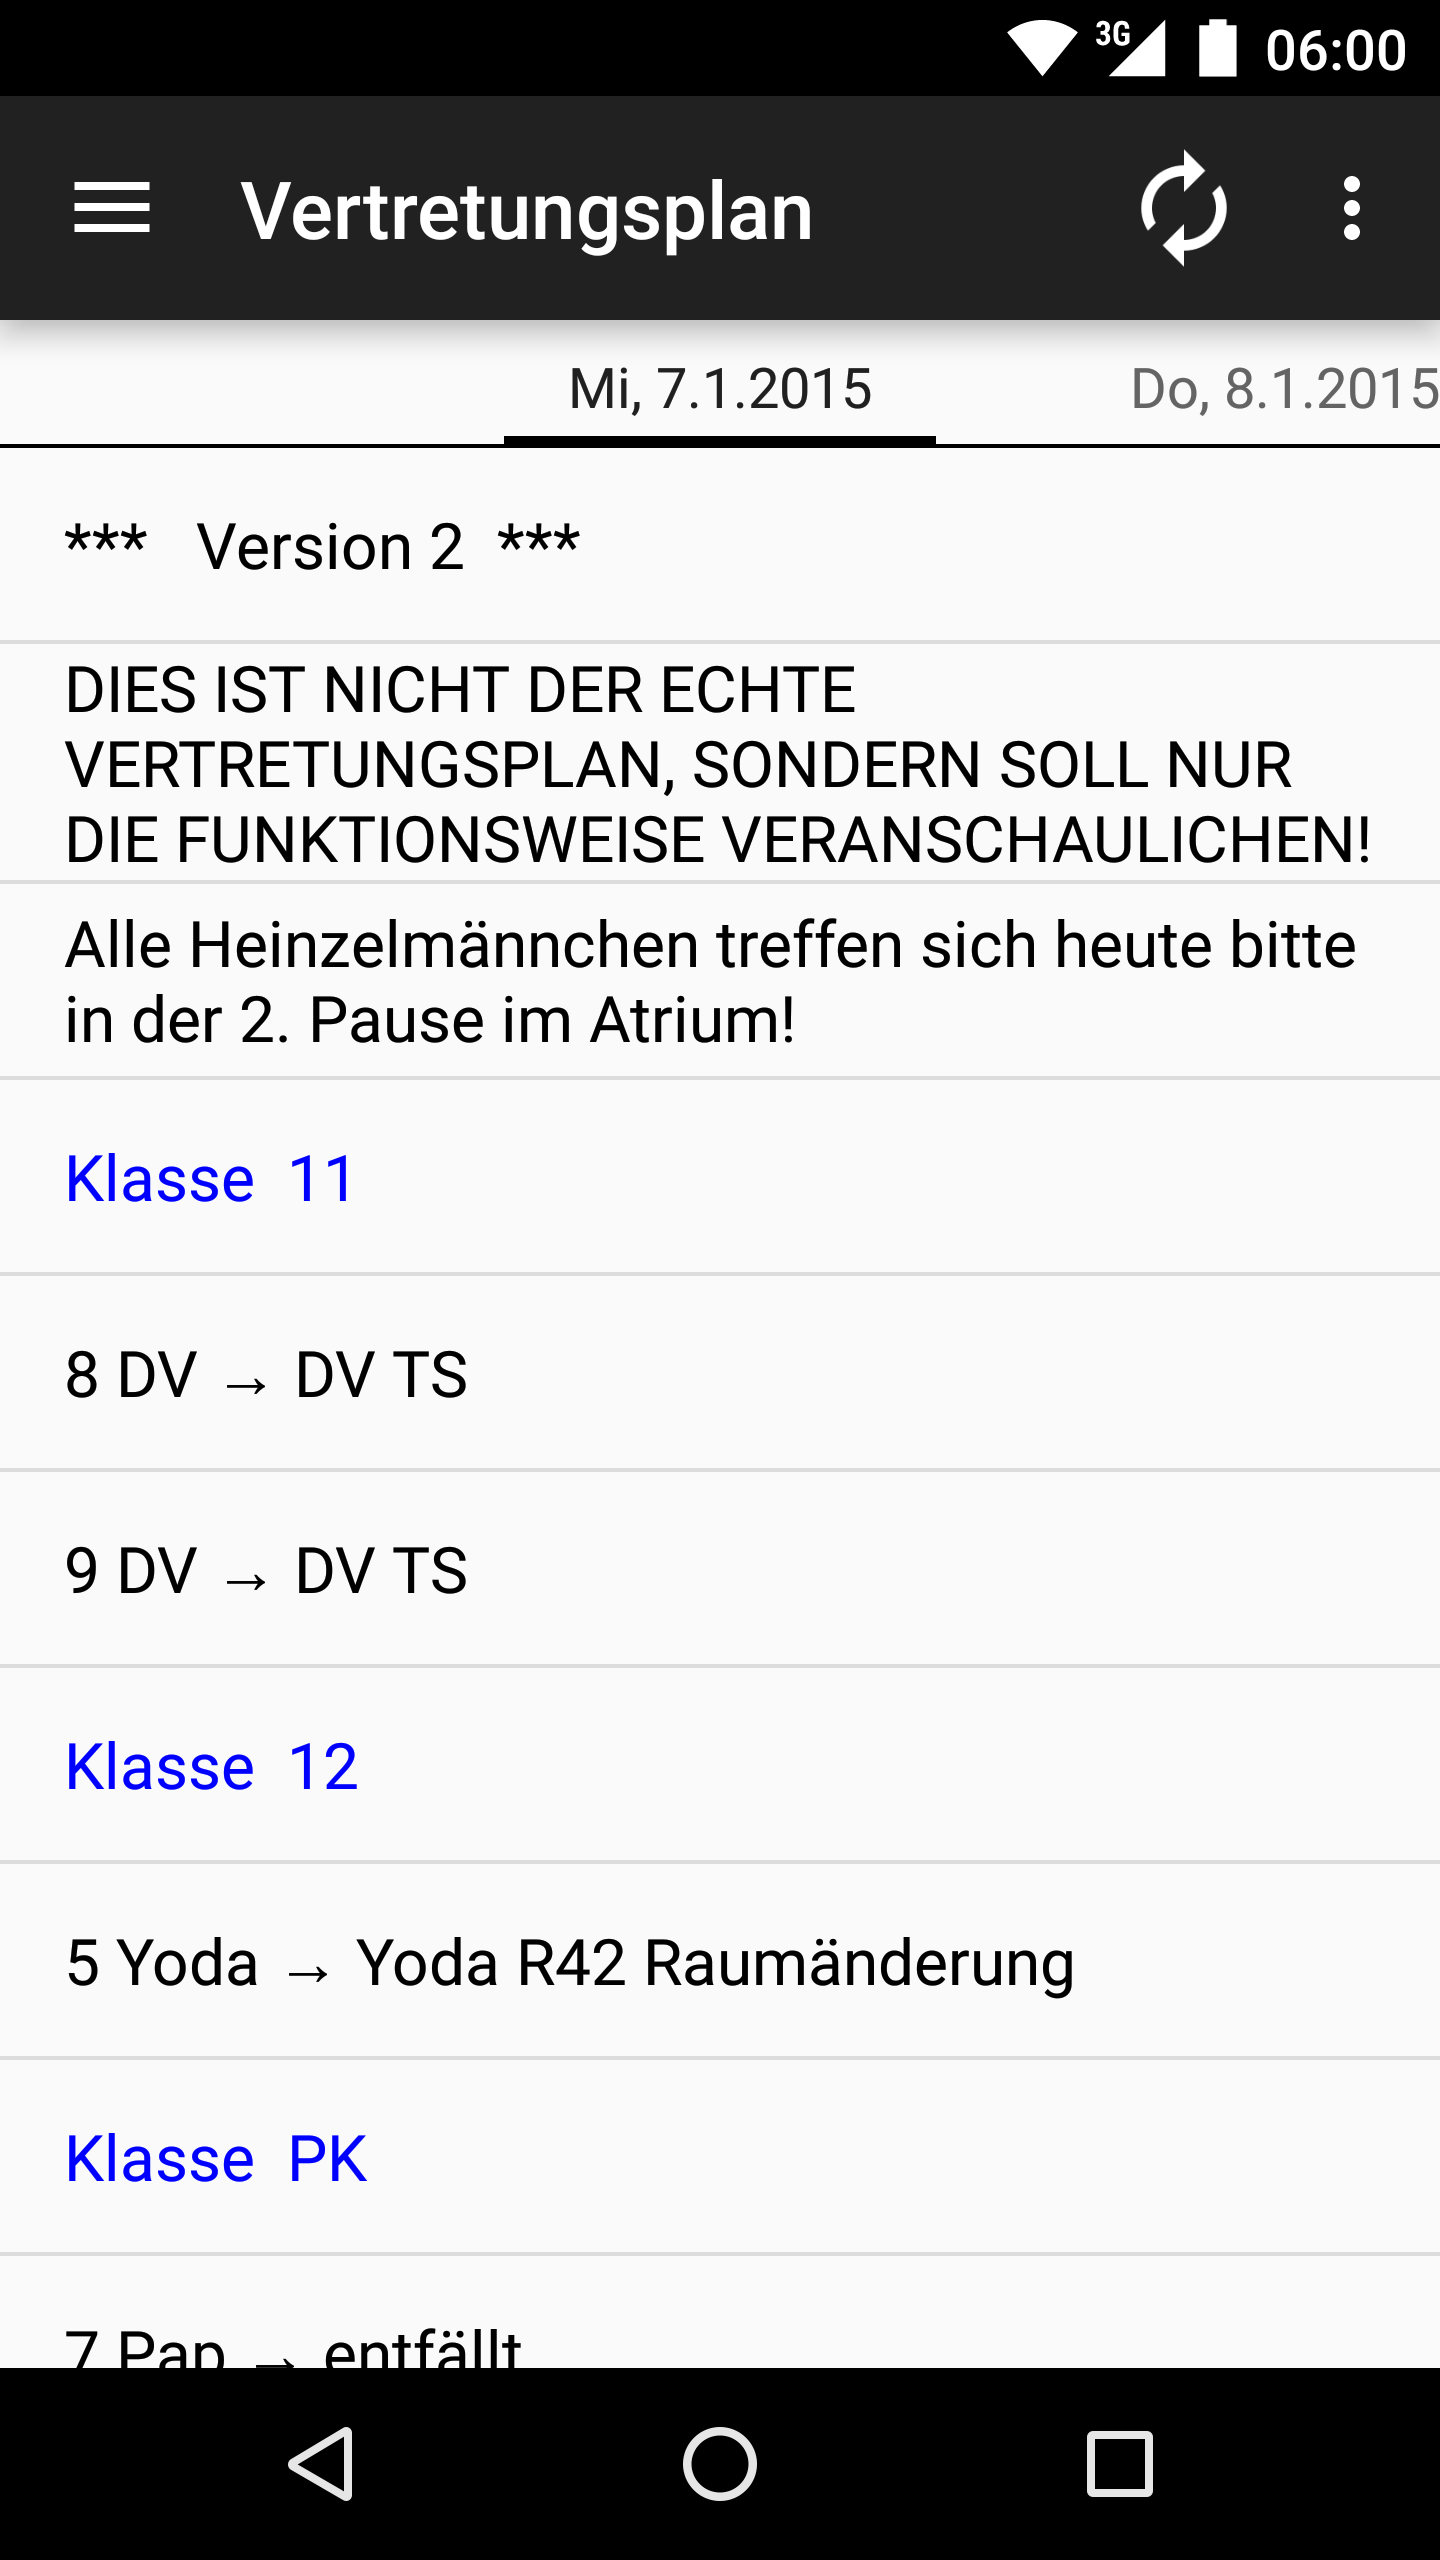 3G 06:00
Vertretungsplan
Mi, 7.1.2015 Do, 8.1.2015
*** Version 2 ***
DIES IST NICHT DER ECHTE
VERTRETUNGSPLAN, SONDERN SOLL NUR
DIE FUNKTIONSWEISE VERANSCHAULICHEN!
Alle Heinzelmännchen treffen sich heute bitte
in der 2. Pause im Atrium!
Klasse 11
8 DV → DV TS
9 DV → DV TS
Klasse 12
5 Yoda → Yoda R42 Raumänderung
Klasse PK
7 Pap → entfällt